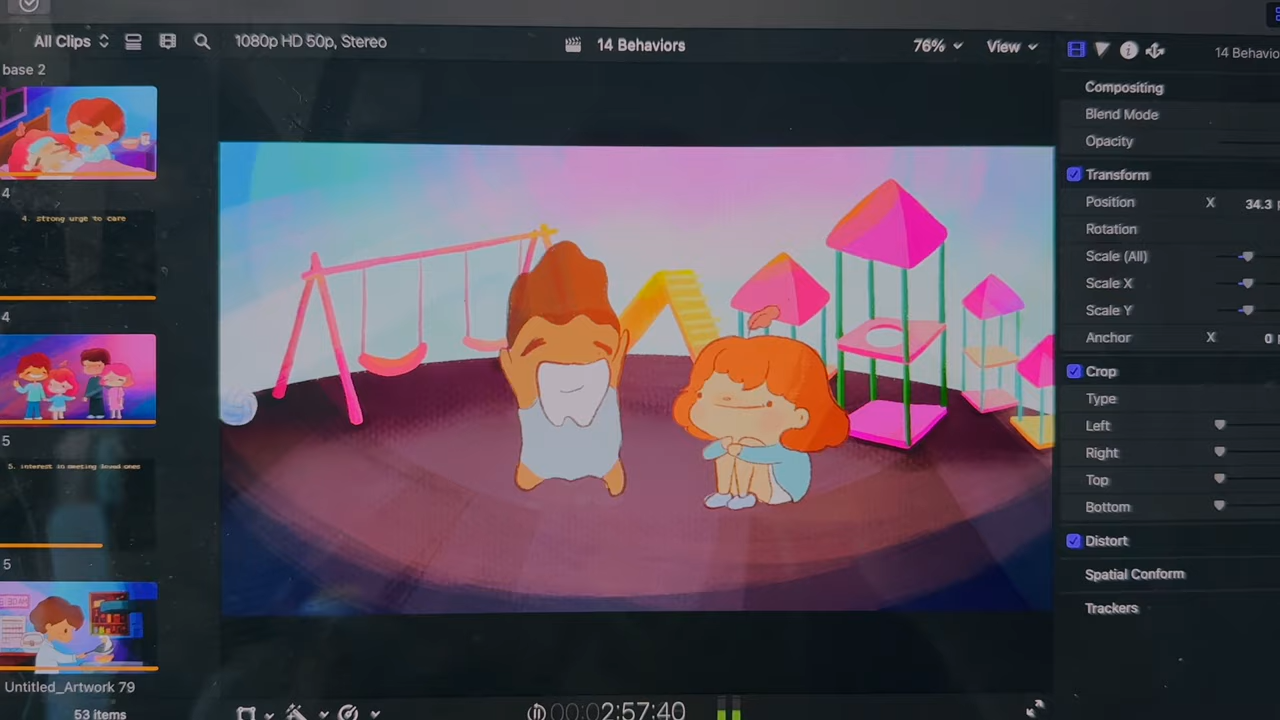 All Clips
1080p HD 50p, Stereo
14 Behaviors
76%
View
14 Behavio
base 2
4
4. Strong urge to care
4
5
5. interest in meeting loved ones
5
Untitled_Artwork 79
53 items
Compositing
Blend Mode
Opacity
Transform
Position X 34.3
Rotation
Scale (All)
Scale X
Scale Y
Anchor X 0
Crop
Type
Left
Right
Top
Bottom
Distort
Spatial Conform
Trackers
00:02:57:40